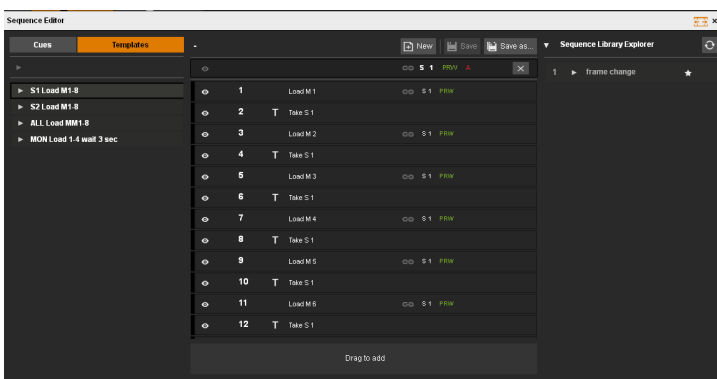 Sequence Editor
Cues Templates - New Save Save as... Sequence Library Explorer
S 1 PRW A
1 frame change
S1 Load M1-8
S2 Load M1-8
ALL Load MM1-8
MON Load 1-4 wait 3 sec
1 Load M 1 S 1 PRW
2 T Take S 1
3 Load M 2 S 1 PRW
4 T Take S 1
5 Load M 3 S 1 PRW
6 T Take S 1
7 Load M 4 S 1 PRW
8 T Take S 1
9 Load M 5 S 1 PRW
10 T Take S 1
11 Load M 6 S 1 PRW
12 T Take S 1
Drag to add